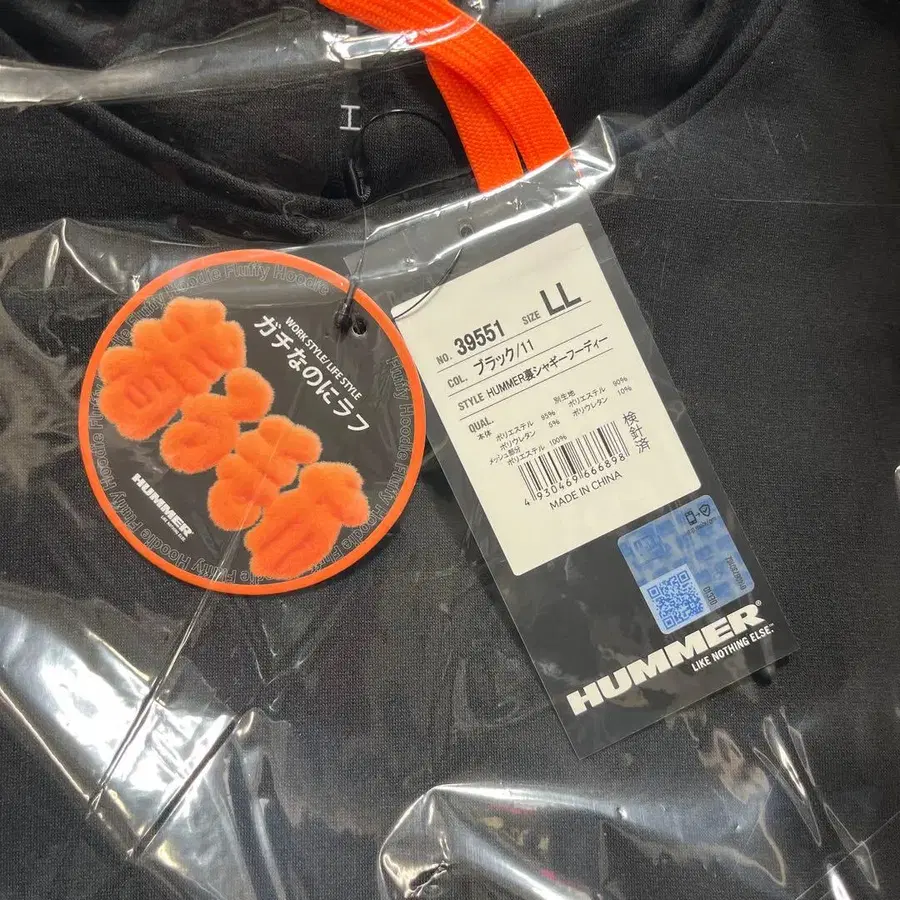 Fluffy Hoodie Fluffy Hoodie
WORK STYLE/LIFE STYLE
ガチなのにラフ
HUMMER
LIKE NOTHING ELSE
NO. 39551 SIZE LL
COL. ブラック/11
STYLE HUMMER裏シャギーフーディー
QUAL.
本体 ポリエステル 95%
ポリウレタン 5%
メッシュ部分
ポリエステル 100%
別生地
ポリエステル 90%
ポリウレタン 10%
検針済
4 930469 666898
MADE IN CHINA
HUMMER®
LIKE NOTHING ELSE.™